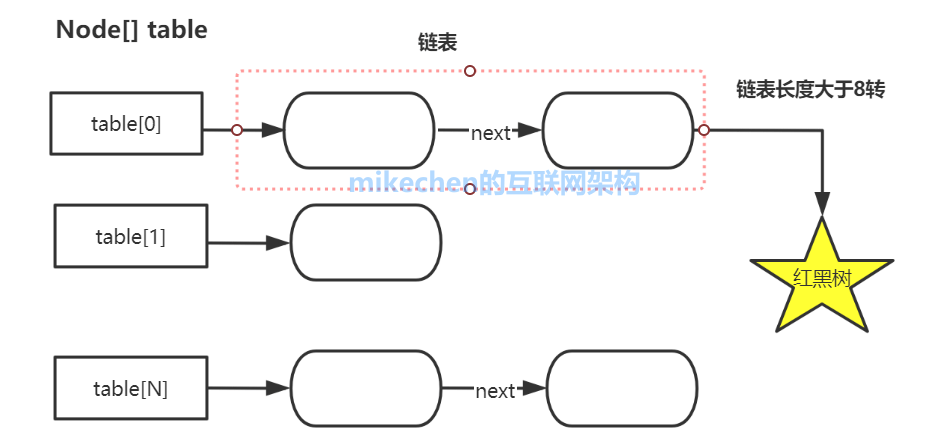 Node[] table
链表
链表长度大于8转
table[0]
next
mikechen的互联网架构
table[1]
红黑树
table[N]
next